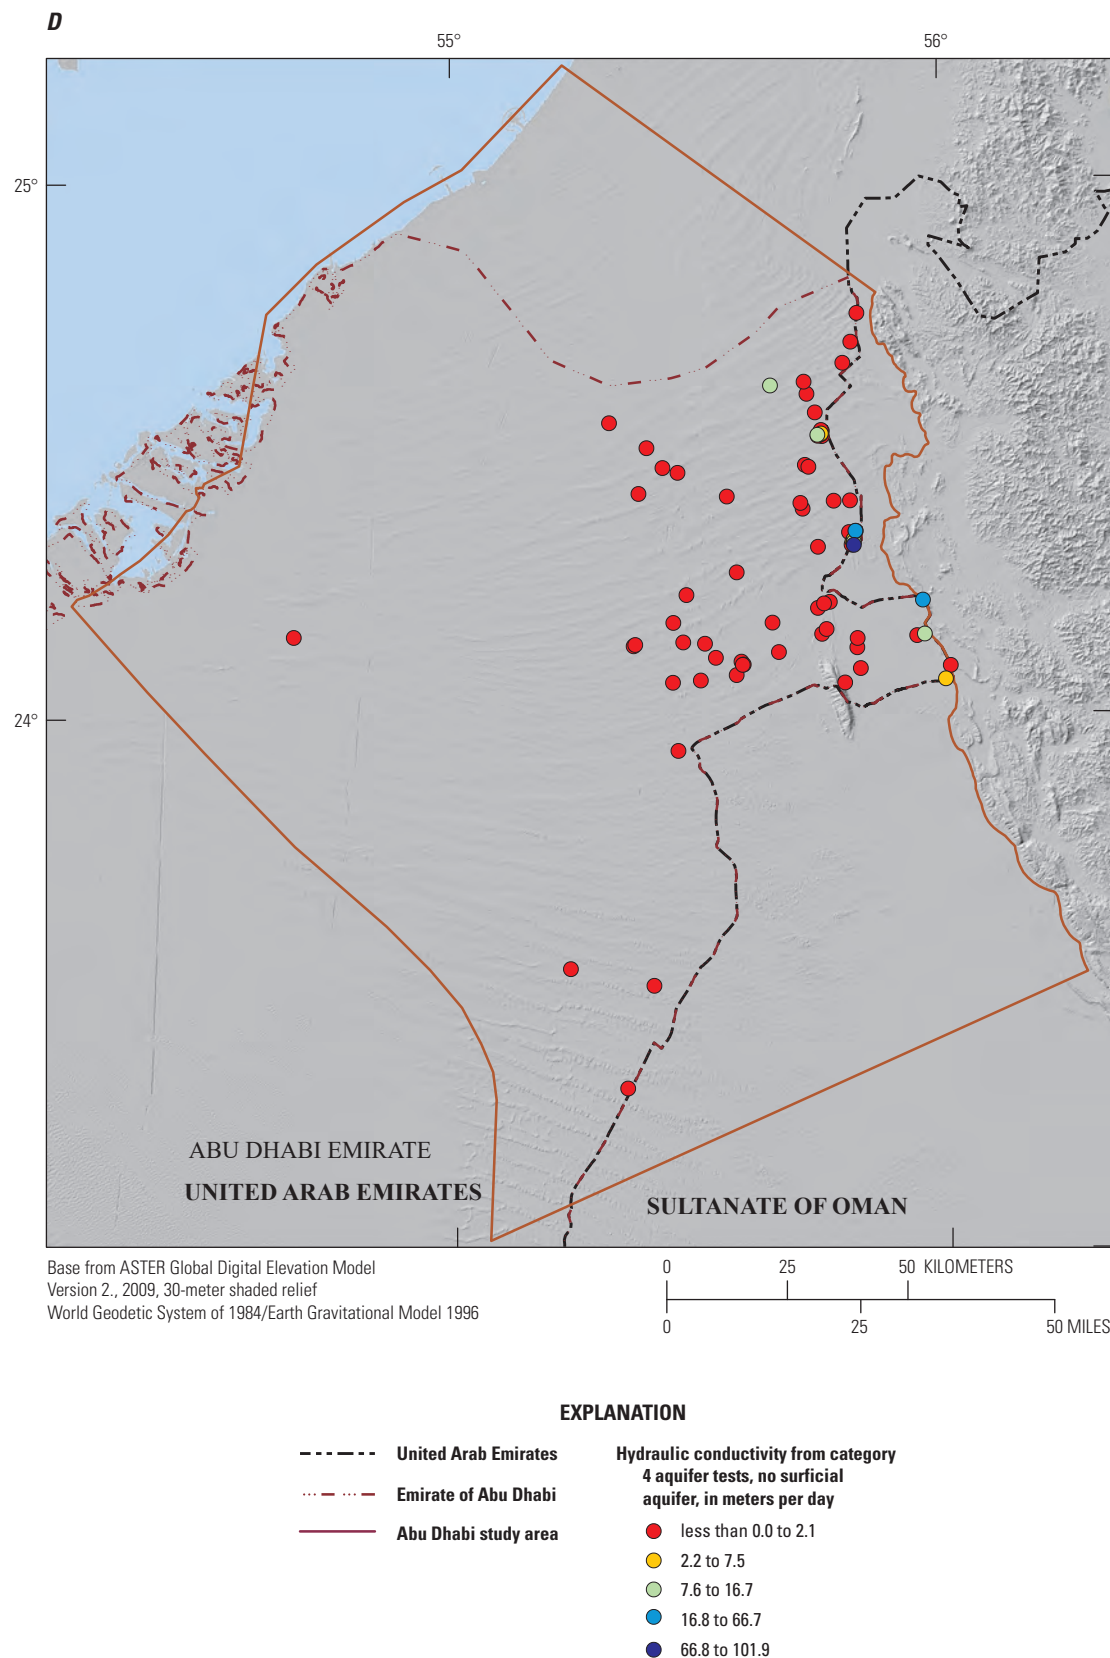 D
55°
56°
25°
24°
ABU DHABI EMIRATE
UNITED ARAB EMIRATES
SULTANATE OF OMAN
Base from ASTER Global Digital Elevation Model
Version 2., 2009, 30-meter shaded relief
World Geodetic System of 1984/Earth Gravitational Model 1996
0 25 50 KILOMETERS
0 25 50 MILES
EXPLANATION
United Arab Emirates
Emirate of Abu Dhabi
Abu Dhabi study area
Hydraulic conductivity from category
4 aquifer tests, no surficial
aquifer, in meters per day
less than 0.0 to 2.1
2.2 to 7.5
7.6 to 16.7
16.8 to 66.7
66.8 to 101.9